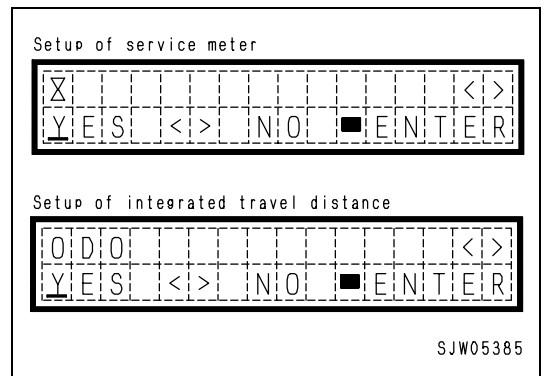 Setup of service meter
<>
YES <> NO ■ENTER
Setup of integrated travel distance
ODO <>
YES <> NO ■ENTER
SJW05385